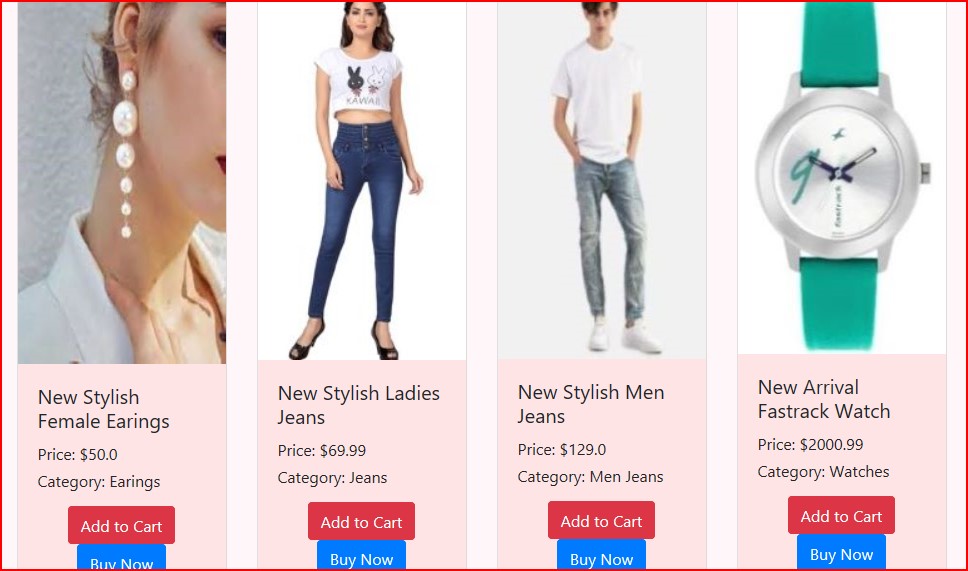 KAWAII
fastrack
New Stylish
Female Earings
Price: $50.0
Category: Earings
Add to Cart
Buy Now
New Stylish Ladies
Jeans
Price: $69.99
Category: Jeans
Add to Cart
Buy Now
New Stylish Men
Jeans
Price: $129.0
Category: Men Jeans
Add to Cart
Buy Now
New Arrival
Fastrack Watch
Price: $2000.99
Category: Watches
Add to Cart
Buy Now